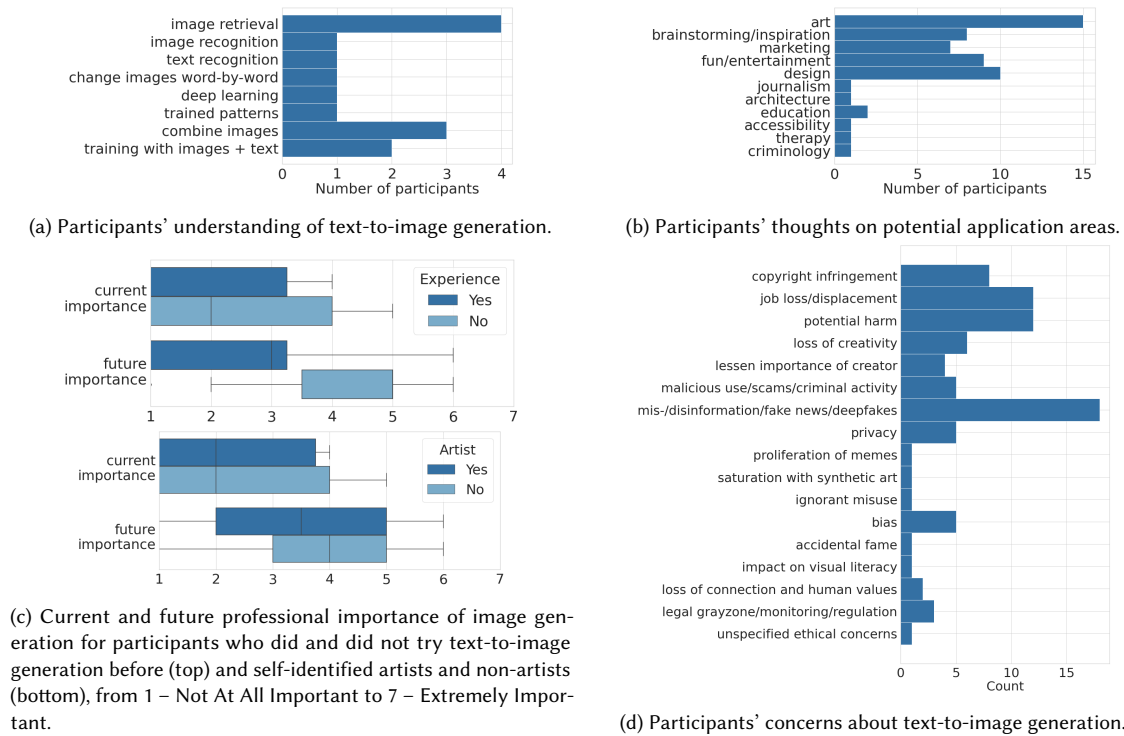 image retrieval
image recognition
text recognition
change images word-by-word
deep learning
trained patterns
combine images
training with images + text
0 1 2 3 4
Number of participants
(a) Participants' understanding of text-to-image generation.
art
brainstorming/inspiration
marketing
fun/entertainment
design
journalism
architecture
education
accessibility
therapy
criminology
0 5 10 15
Number of participants
(b) Participants' thoughts on potential application areas.
current
importance
future
importance
Experience
Yes
No
1 2 3 4 5 6 7
current
importance
future
importance
Artist
Yes
No
1 2 3 4 5 6 7
(c) Current and future professional importance of image gen-
eration for participants who did and did not try text-to-image
generation before (top) and self-identified artists and non-artists
(bottom), from 1 – Not At All Important to 7 – Extremely Impor-
tant.
copyright infringement
job loss/displacement
potential harm
loss of creativity
lessen importance of creator
malicious use/scams/criminal activity
mis-/disinformation/fake news/deepfakes
privacy
proliferation of memes
saturation with synthetic art
ignorant misuse
bias
accidental fame
impact on visual literacy
loss of connection and human values
legal grayzone/monitoring/regulation
unspecified ethical concerns
0 5 10 15
Count
(d) Participants' concerns about text-to-image generation.